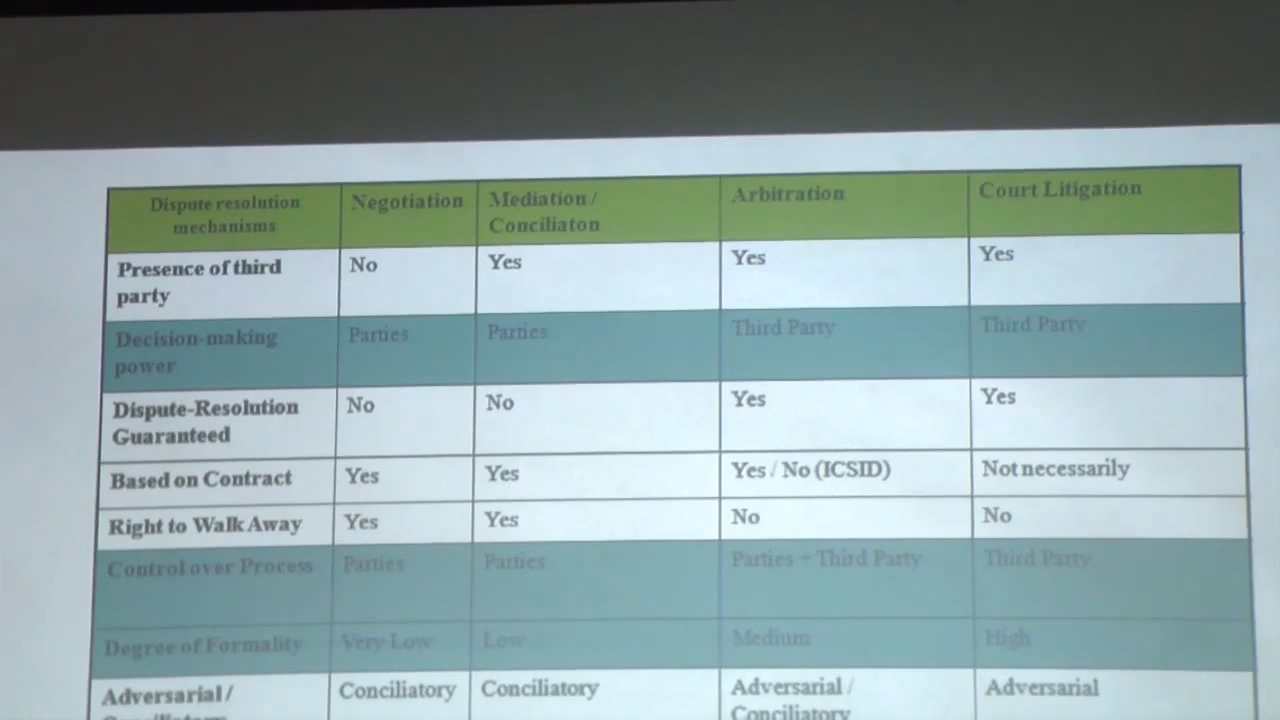 Dispute resolution mechanisms Negotiation Mediation / Conciliaton Arbitration Court Litigation
Presence of third party No Yes Yes Yes
Decision-making power Parties Parties Third Party Third Party
Dispute-Resolution Guaranteed No No Yes Yes
Based on Contract Yes Yes Yes / No (ICSID) Not necessarily
Right to Walk Away Yes Yes No No
Control over Process Parties Parties Parties + Third Party Third Party
Degree of Formality Very Low Low Medium High
Adversarial / Conciliatory Conciliatory Conciliatory Adversarial / Conciliatory Adversarial